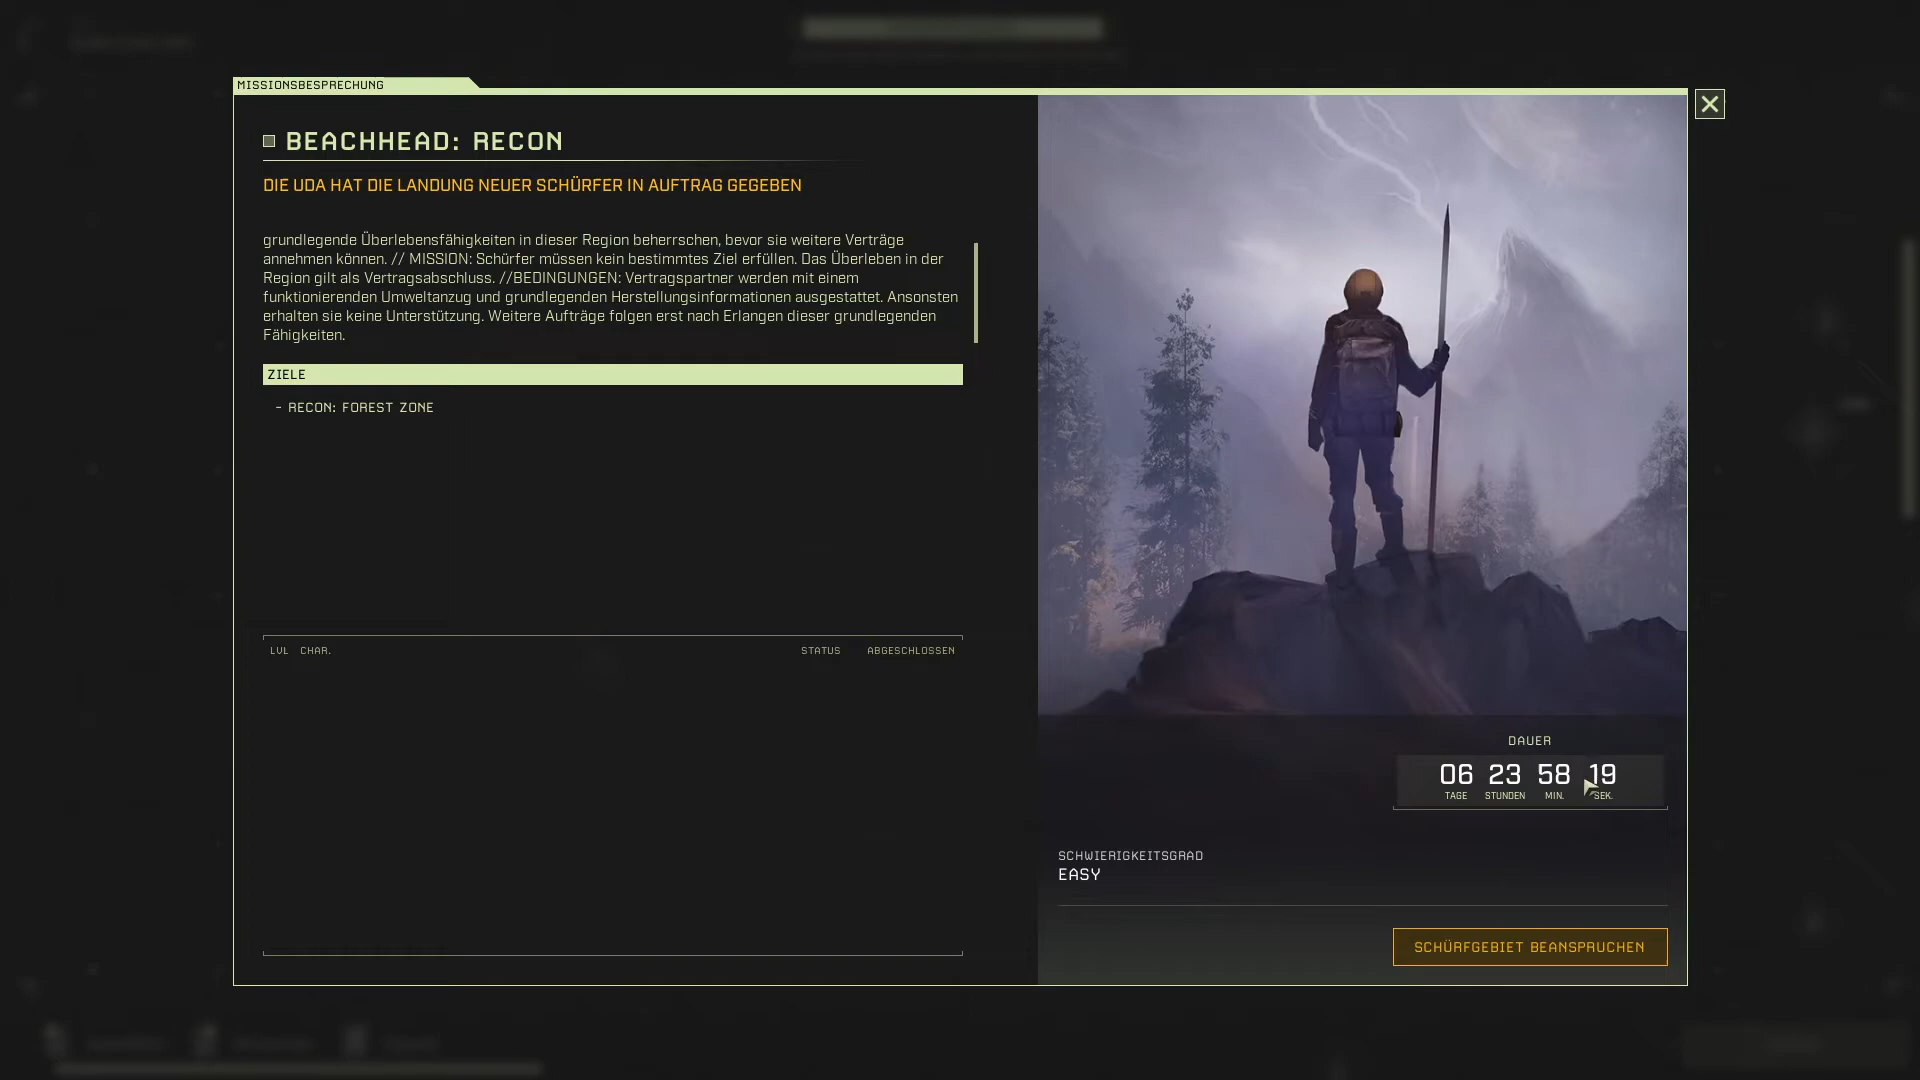 MISSIONSBESPRECHUNG
BEACHHEAD: RECON
DIE UDA HAT DIE LANDUNG NEUER SCHÜRFER IN AUFTRAG GEGEBEN
grundlegende Überlebensfähigkeiten in dieser Region beherrschen, bevor sie weitere Verträge
annehmen können. // MISSION: Schürfer müssen kein bestimmtes Ziel erfüllen. Das Überleben in der
Region gilt als Vertragsabschluss. //BEDINGUNGEN: Vertragspartner werden mit einem
funktionierenden Umweltanzug und grundlegenden Herstellungsinformationen ausgestattet. Ansonsten
erhalten sie keine Unterstützung. Weitere Aufträge folgen erst nach Erlangen dieser grundlegenden
Fähigkeiten.
ZIELE
- RECON: FOREST ZONE
LVL CHAR. STATUS ABGESCHLOSSEN
DAUER
06 23 58 19
TAGE STUNDEN MIN. SEK.
SCHWIERIGKEITSGRAD
EASY
SCHÜRFGEBIET BEANSPRUCHEN